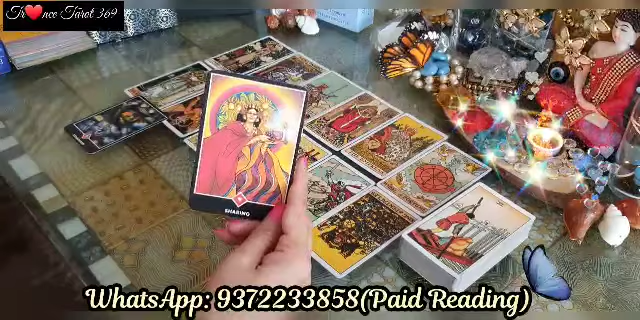 Tr❤nce Tarot 369
SHARING
WhatsApp: 9372233858(Paid Reading)